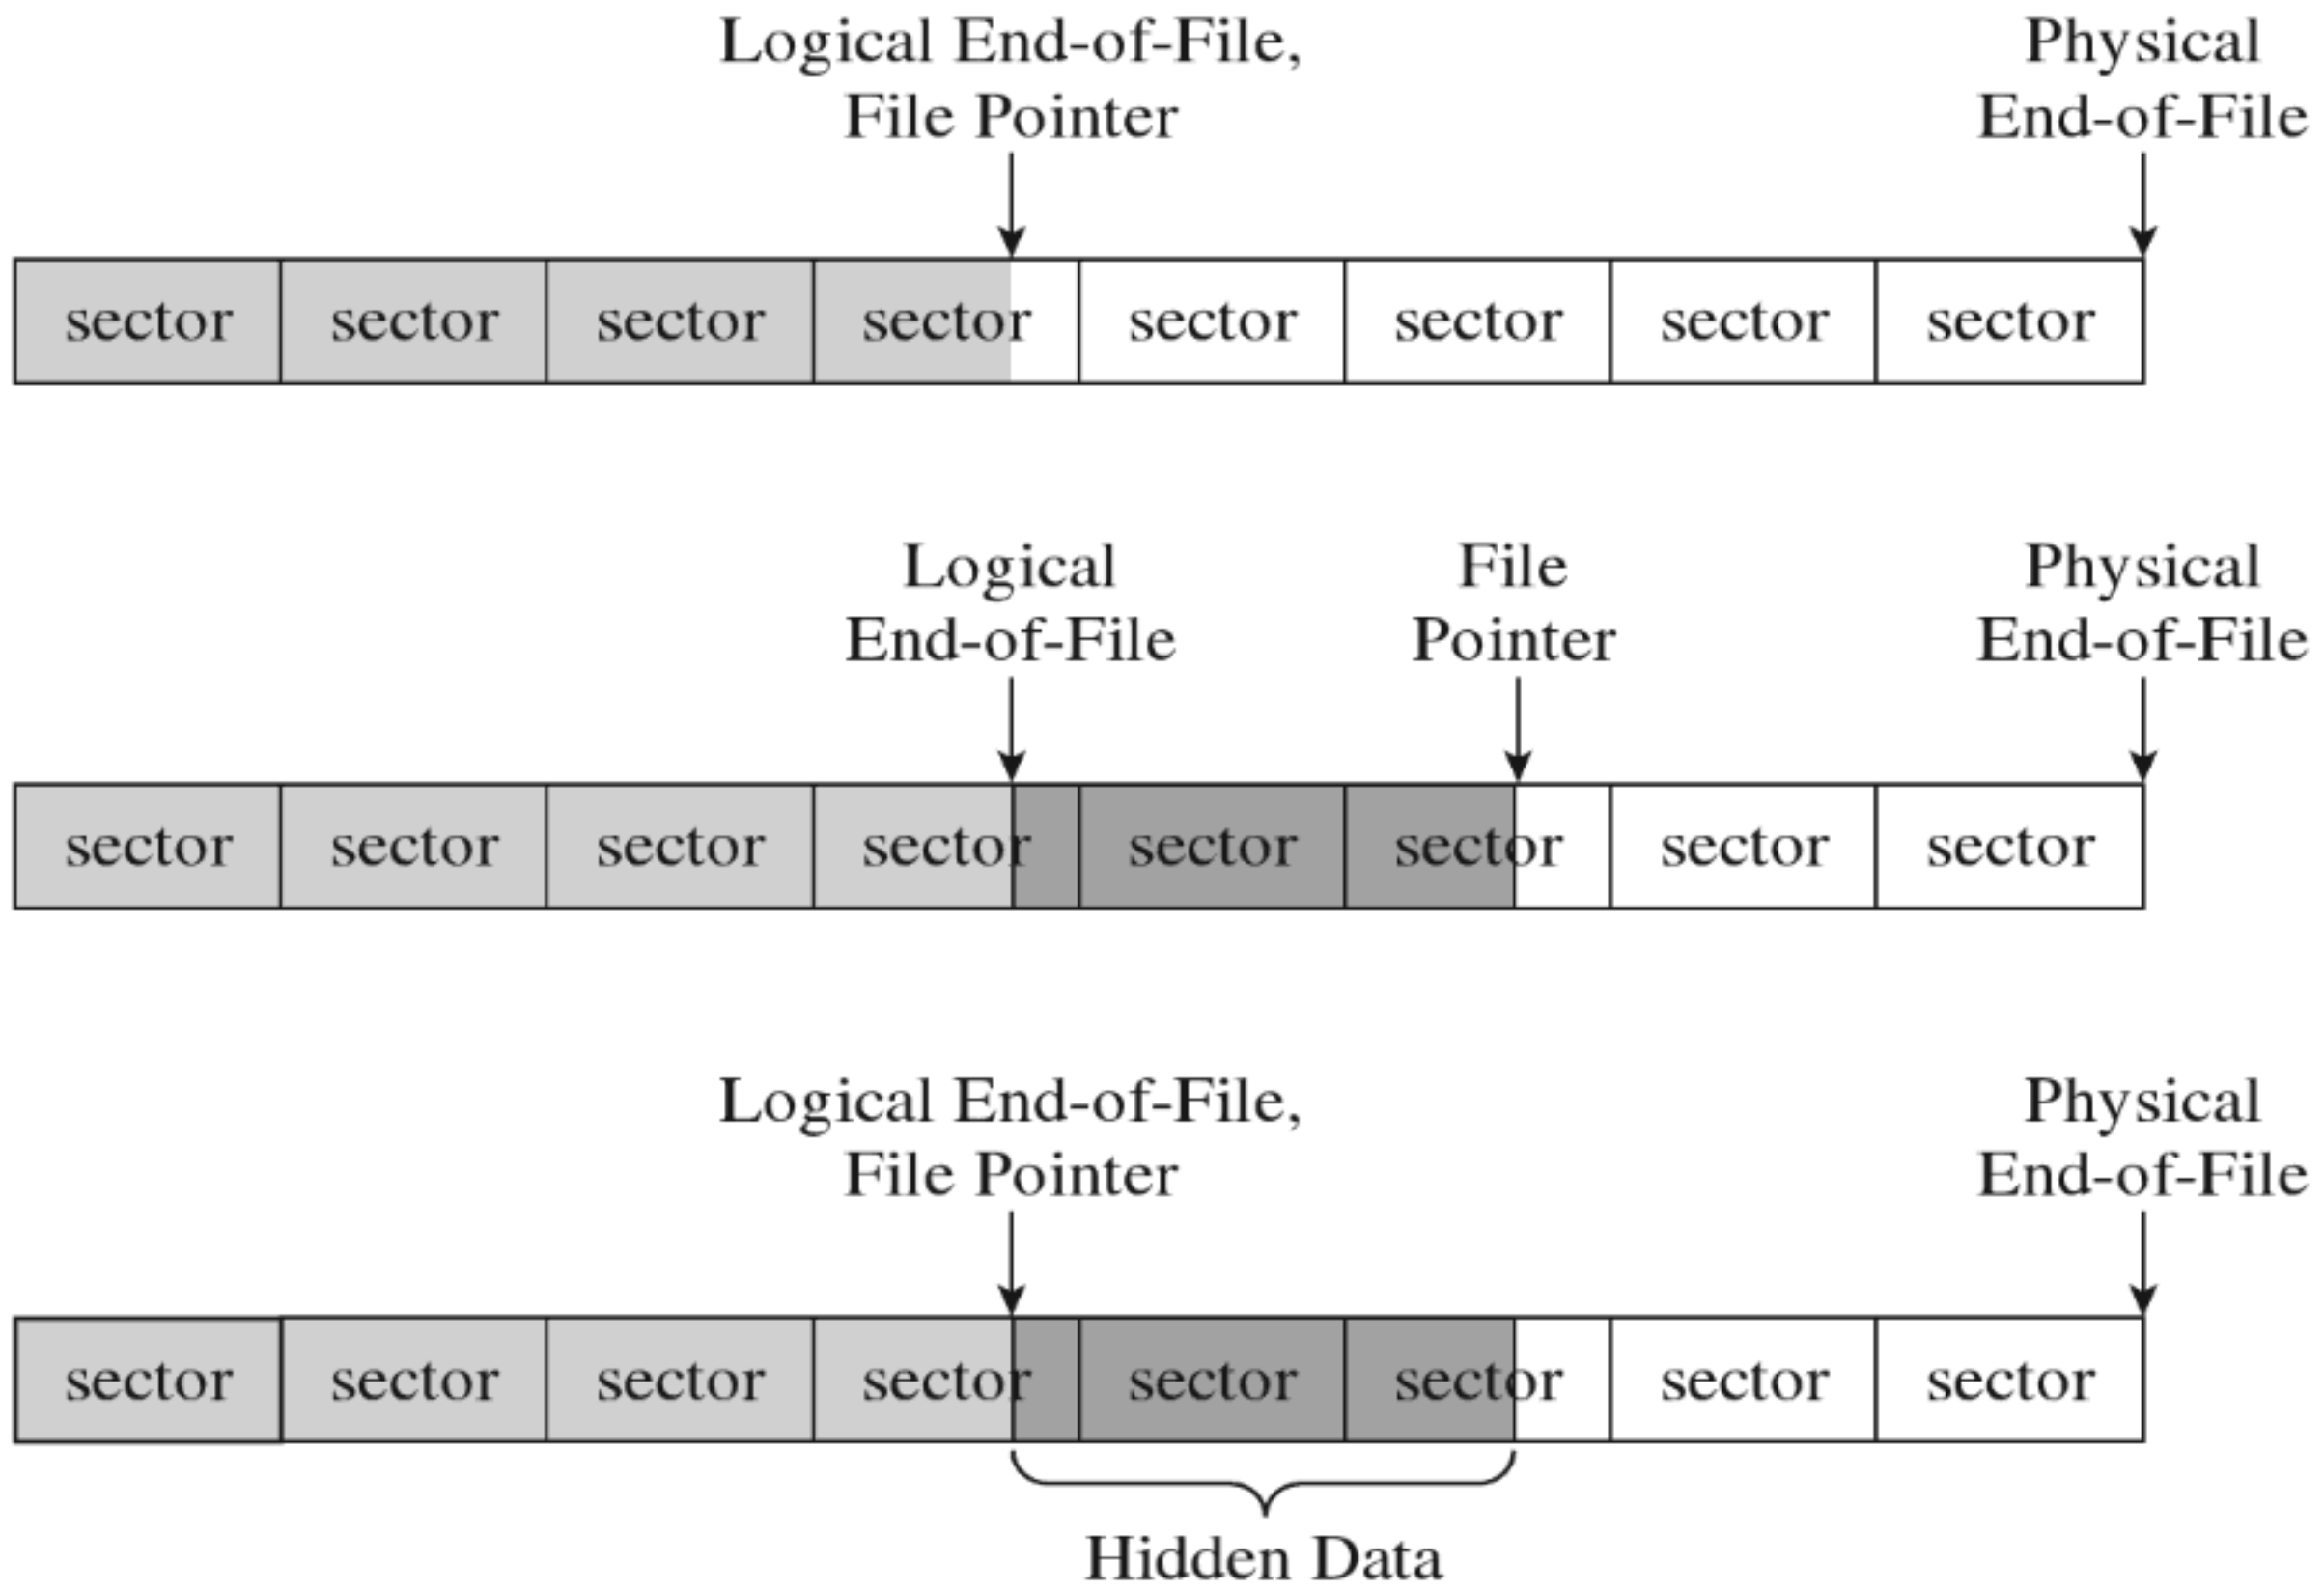 Logical End-of-File,
File Pointer
Physical
End-of-File
sector sector sector sector sector sector sector sector
Logical
End-of-File
File
Pointer
Physical
End-of-File
sector sector sector sector sector sector sector sector
Logical End-of-File,
File Pointer
Physical
End-of-File
sector sector sector sector sector sector sector sector
Hidden Data